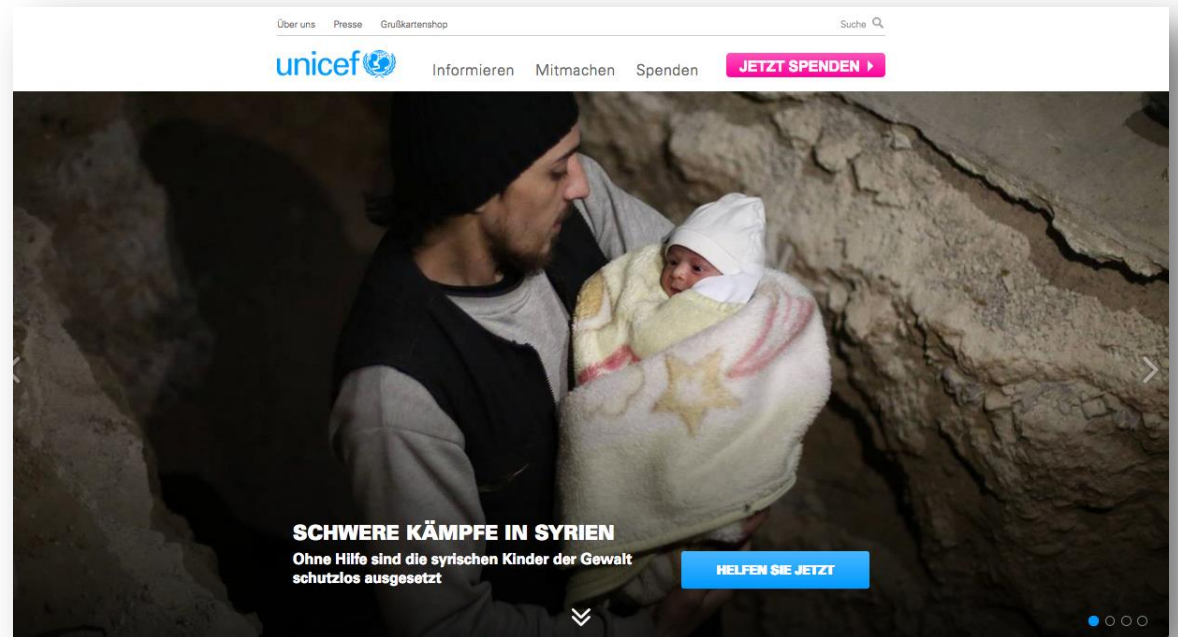 Über uns Presse Grußkartenshop Suche
unicef Informieren Mitmachen Spenden JETZT SPENDEN
SCHWERE KÄMPFE IN SYRIEN
Ohne Hilfe sind die syrischen Kinder der Gewalt
schutzlos ausgesetzt
HELFEN SIE JETZT